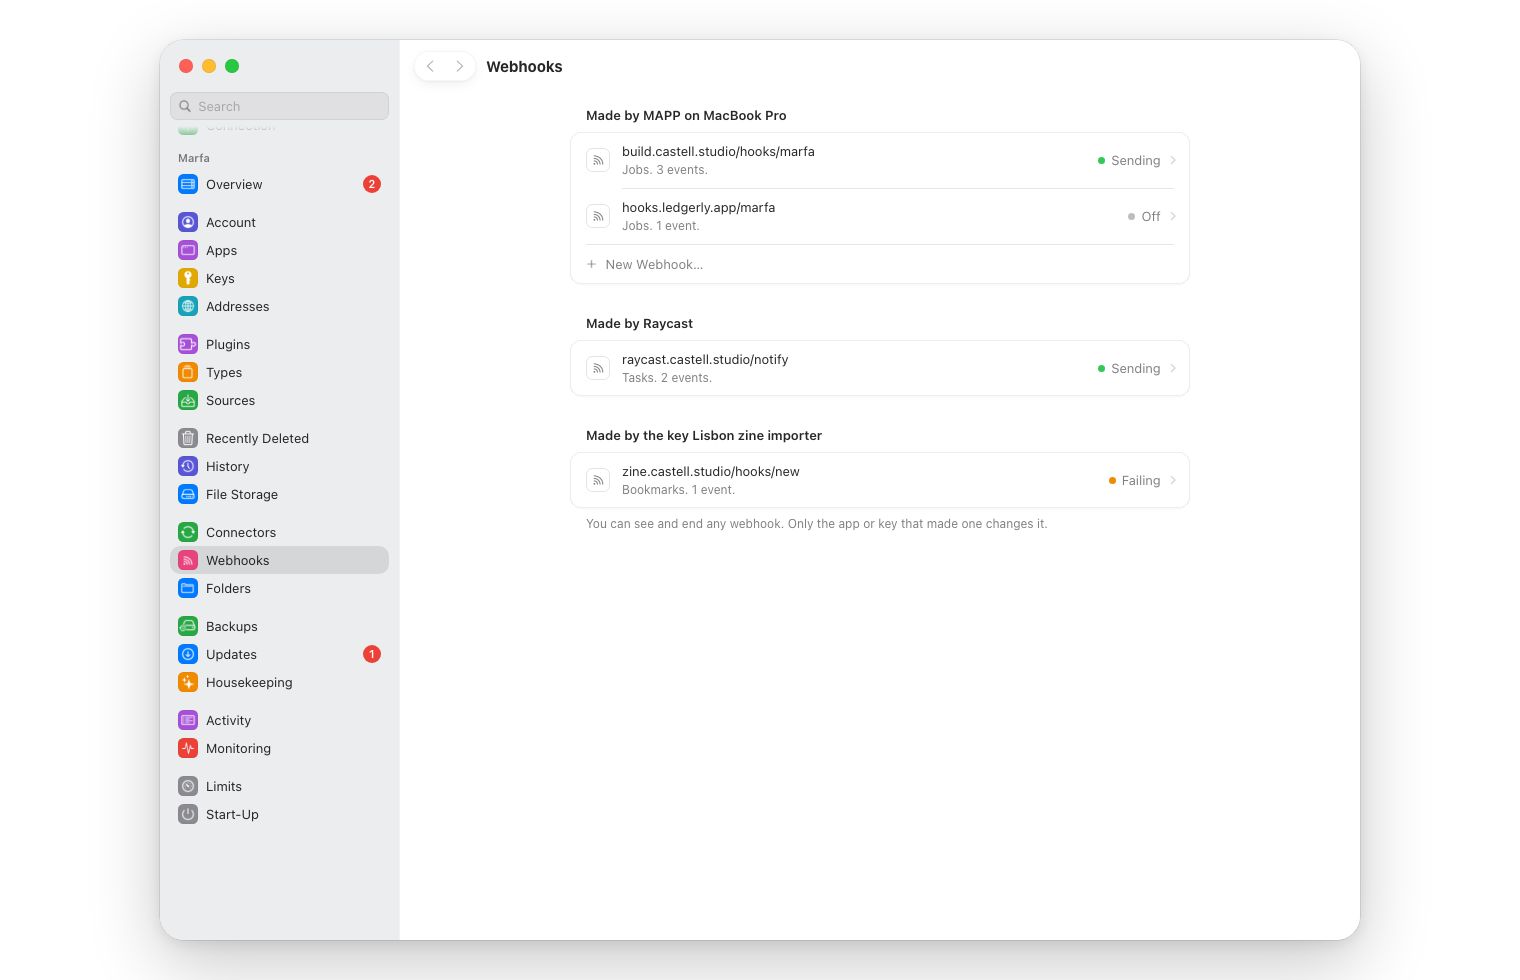 Webhooks
Search
Connection
Marfa
Overview
2
Account
Apps
Keys
Addresses
Plugins
Types
Sources
Recently Deleted
History
File Storage
Connectors
Webhooks
Folders
Backups
Updates
1
Housekeeping
Activity
Monitoring
Limits
Start-Up
Made by MAPP on MacBook Pro
build.castell.studio/hooks/marfa
Jobs. 3 events.
Sending
hooks.ledgerly.app/marfa
Jobs. 1 event.
Off
+ New Webhook...
Made by Raycast
raycast.castell.studio/notify
Tasks. 2 events.
Sending
Made by the key Lisbon zine importer
zine.castell.studio/hooks/new
Bookmarks. 1 event.
Failing
You can see and end any webhook. Only the app or key that made one changes it.